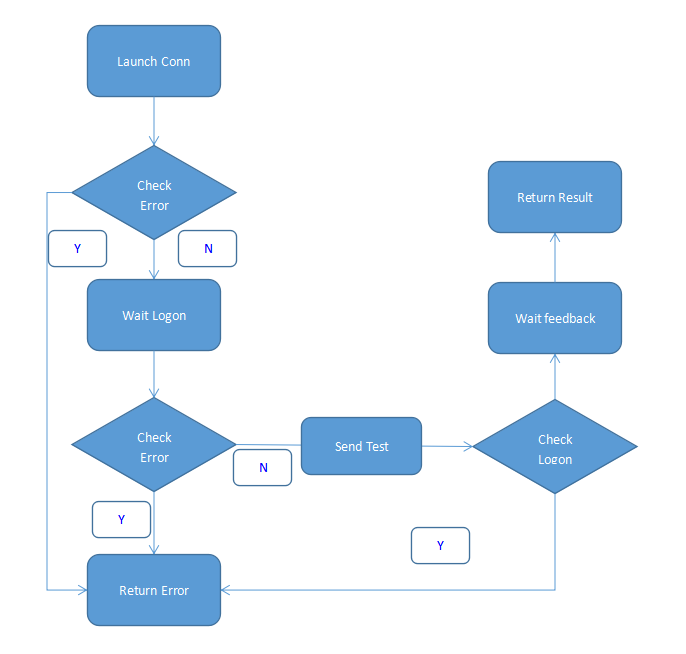 Launch Conn
Check
Error
Y
N
Wait Logon
Check
Error
N
Y
Return Error
Send Test
Check
Logon
Y
Wait feedback
Return Result